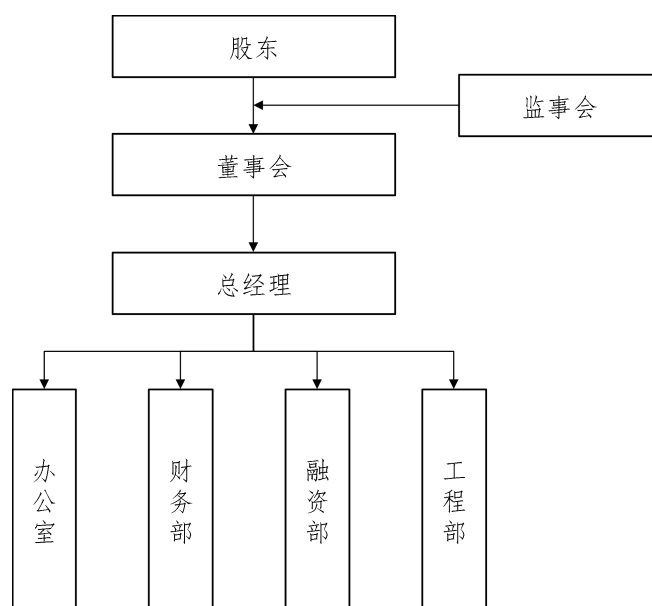 股东
监事会
董事会
总经理
办公室
财务部
融资部
工程部